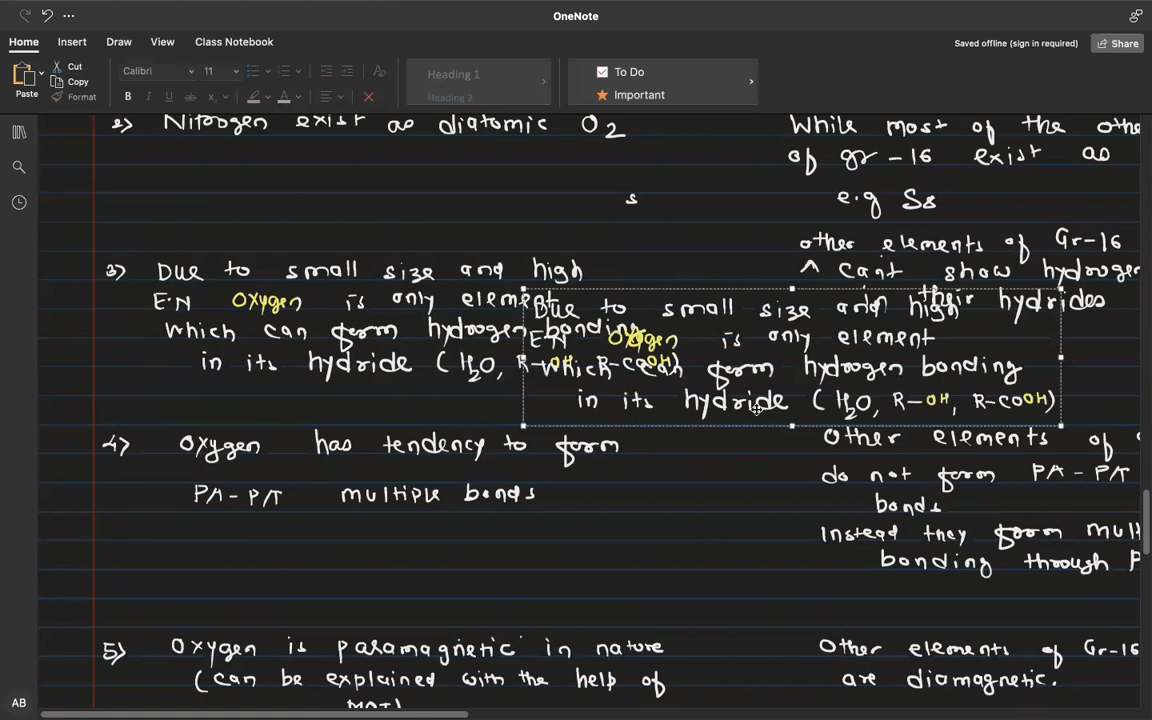 OneNote
Home Insert Draw View Class Notebook
Saved offline (sign in required) Share
Paste Cut
Copy
Format
Calibri 11
B I U ab x A
Heading 1
Heading 2
To Do
Important
2) Nitrogen exist as diatomic O2
While most of the othe
of gr-16 exist as
s
e.g S8
other elements of Gr-16
^ can't show hydrogen
in their hydrides
3) Due to small size and high
E·N Oxygen is only element
which can form hydrogen bonding
in its hydride (H2O, R-OH, R-COOH)
Due to small size and high
E·N Oxygen is only element
which can form hydrogen bonding
in its hydride (H2O, R-OH, R-COOH)
4) Oxygen has tendency to form
Pπ-Pπ multiple bonds
Other elements of
do not form Pπ-Pπ
bonds
Instead they form mul
bonding through P
5) Oxygen is paramagnetic in nature
(can be explained with the help of
MOT)
Other elements of Gr-16
are diamagnetic.
AB